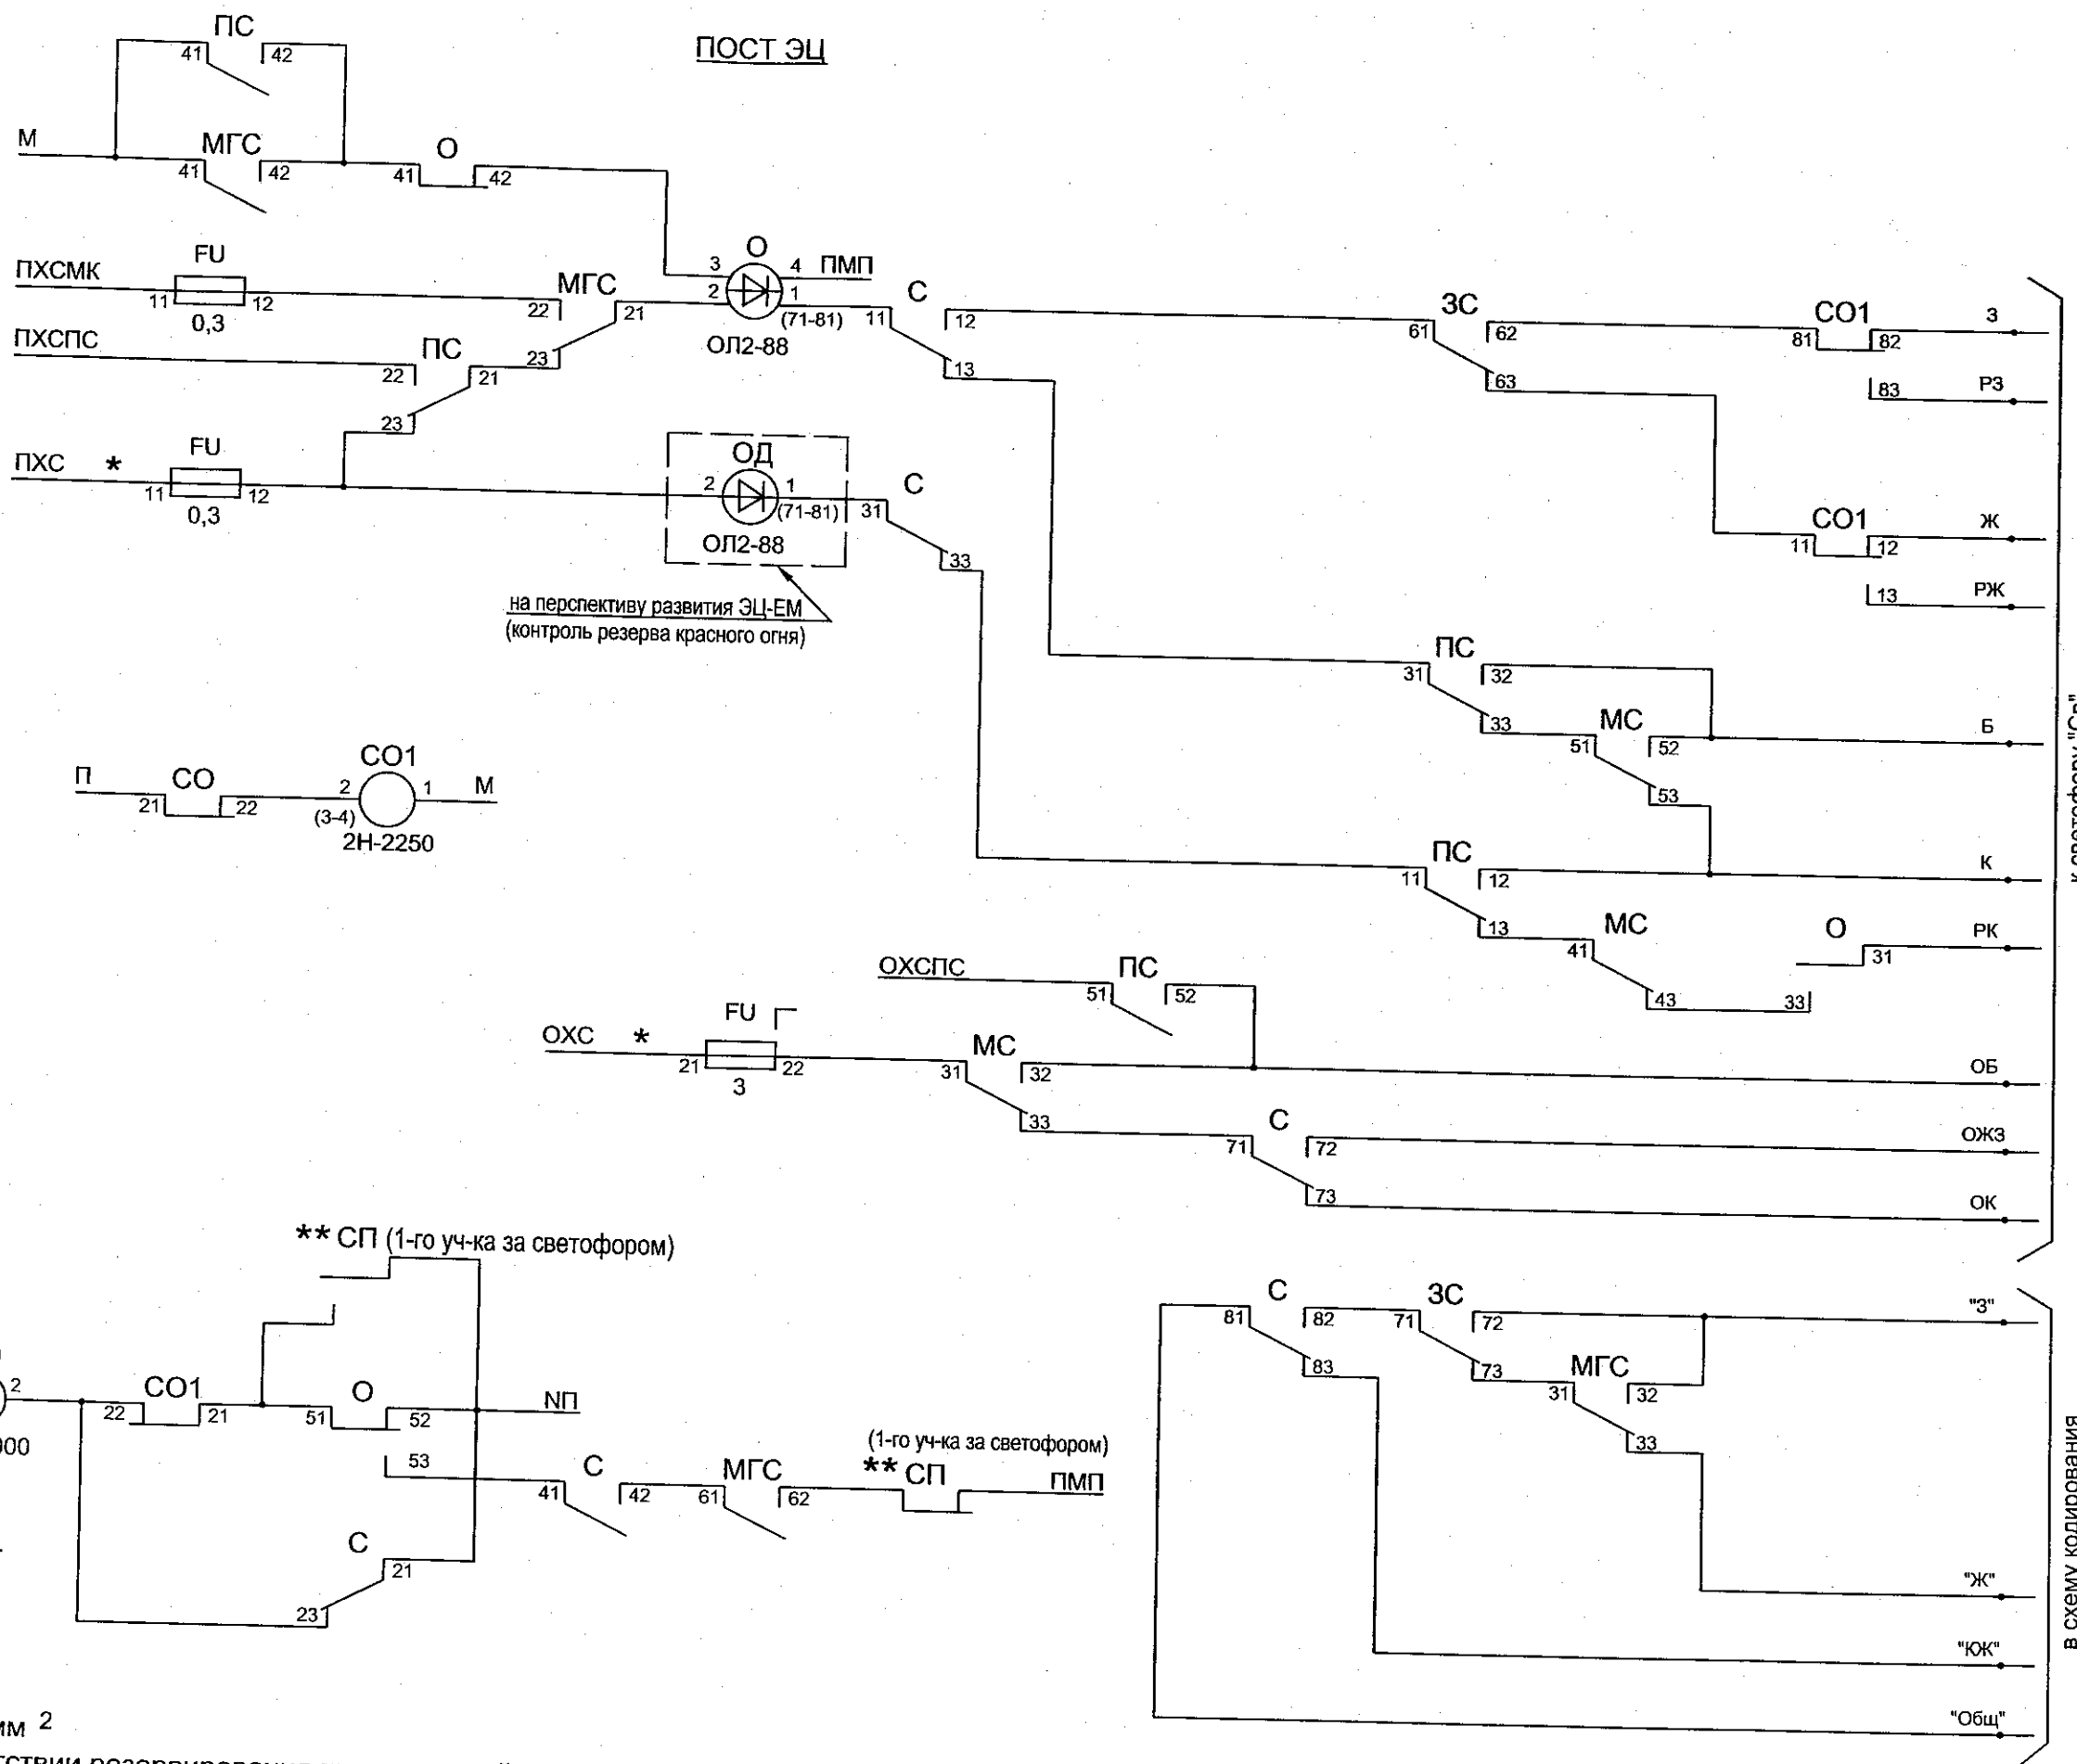 ПОСТ ЭЦ
ПС
41 42
М
МГС
41 42
О
41 42
ПХСМК
FU
11 12
0,3
МГС
22 21
23
О
3 4 ПМП
2 1
(71-81)
ОЛ2-88
С
11 12
13
ЗС
61 62
63
СО1
81 82
83
З
РЗ
ПХСПС
ПС
22 21
23
ПХС *
FU
11 12
0,3
ОД
2 1
(71-81)
ОЛ2-88
С
31
33
на перспективу развития ЭЦ-ЕМ
(контроль резерва красного огня)
СО1
11 12
13
Ж
РЖ
ПС
31 32
33
МС
51 52
53
Б
П
СО
21 22
СО1
2 1
(3-4)
2Н-2250
М
ПС
11 12
13
К
МС
41
43
О
33 31
РК
ОХСПС
ПС
51 52
ОХС *
FU
21 22
3
МС
31 32
33
ОБ
С
71 72
73
ОЖЗ
ОК
** СП (1-го уч-ка за светофором)
2
СО1
22 21
О
51 52
53
NП
С
41 42
МГС
61 62
(1-го уч-ка за светофором)
** СП
ПМП
С
21
23
С
81 82
83
ЗС
71 72
73
МГС
31 32
33
"З"
"Ж"
"КЖ"
"Общ"
в схему кодирования